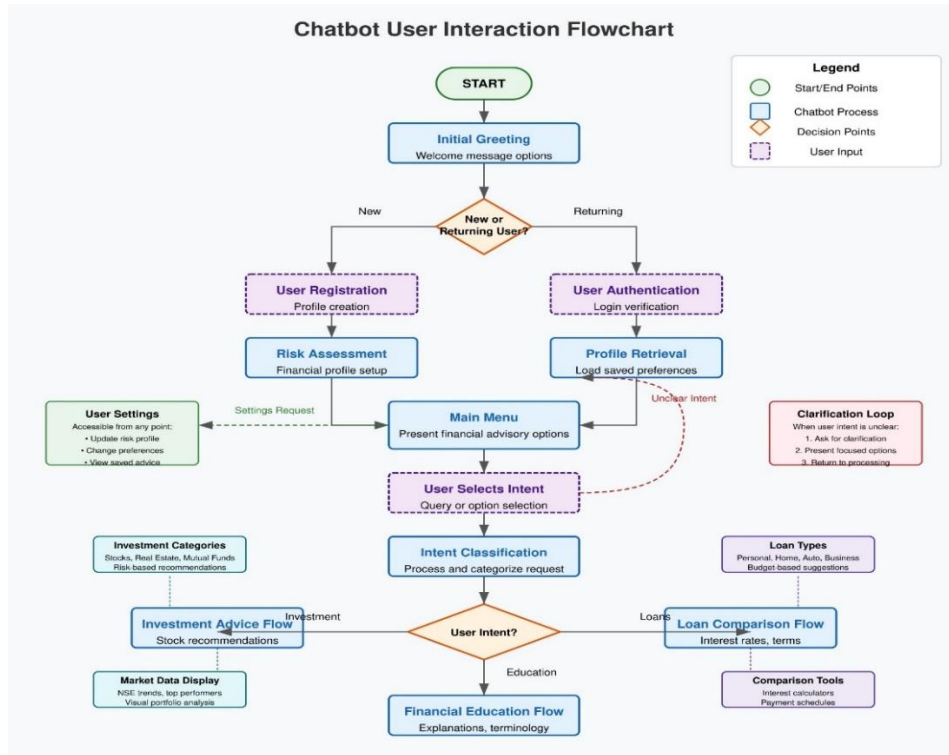 Chatbot User Interaction Flowchart
START
Legend
Start/End Points
Chatbot Process
Decision Points
User Input
Initial Greeting
Welcome message options
New
New or
Returning User?
Returning
User Registration
Profile creation
User Authentication
Login verification
Risk Assessment
Financial profile setup
Profile Retrieval
Load saved preferences
User Settings
Accessible from any point:
• Update risk profile
• Change preferences
• View saved advice
Settings Request
Main Menu
Present financial advisory options
Unclear Intent
Clarification Loop
When user intent is unclear:
1. Ask for clarification
2. Present focused options
3. Return to processing
User Selects Intent
Query or option selection
Investment Categories
Stocks, Real Estate, Mutual Funds
Risk-based recommendations
Intent Classification
Process and categorize request
Loan Types
Personal, Home, Auto, Business
Budget-based suggestions
Investment Advice Flow
Stock recommendations
Investment
User Intent?
Loans
Loan Comparison Flow
Interest rates, terms
Education
Market Data Display
NSE trends, top performers
Visual portfolio analysis
Financial Education Flow
Explanations, terminology
Comparison Tools
Interest calculators
Payment schedules